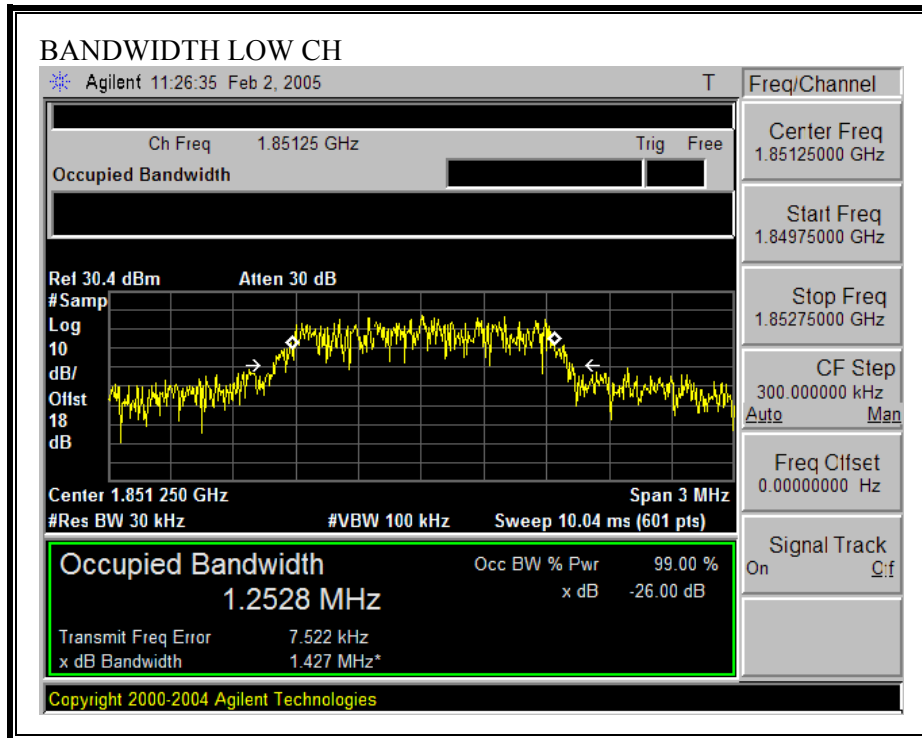 BANDWIDTH LOW CH
Agilent 11:26:35 Feb 2, 2005 T
Freq/Channel
Ch Freq 1.85125 GHz Trig Free
Occupied Bandwidth
Center Freq
1.85125000 GHz
Start Freq
1.84975000 GHz
Stop Freq
1.85275000 GHz
CF Step
300.000000 kHz
Auto Man
Freq Offset
0.00000000 Hz
Signal Track
On Off
Ref 30.4 dBm Atten 30 dB
#Samp
Log
10
dB/
Offst
18
dB
Center 1.851 250 GHz Span 3 MHz
#Res BW 30 kHz #VBW 100 kHz Sweep 10.04 ms (601 pts)
Occupied Bandwidth
1.2528 MHz
Occ BW % Pwr 99.00 %
x dB -26.00 dB
Transmit Freq Error 7.522 kHz
x dB Bandwidth 1.427 MHz*
Copyright 2000-2004 Agilent Technologies